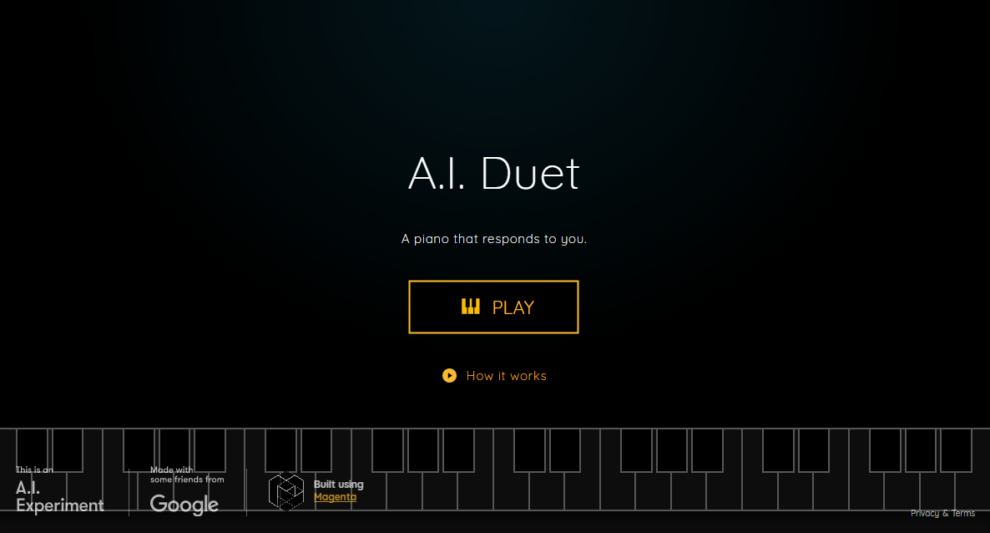 A.I. Duet
A piano that responds to you.
PLAY
How it works
This is an
A.I.
Experiment
Made with
some friends from
Google
Built using
Magenta
Privacy & Terms